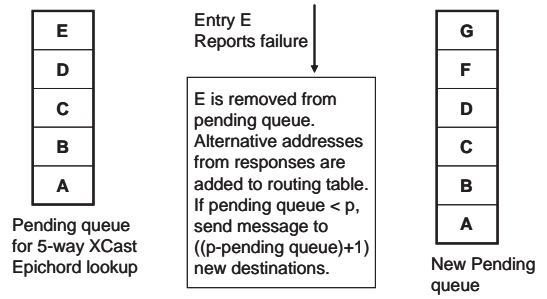 E
D
C
B
A
Pending queue
for 5-way XCast
Epichord lookup
Entry E
Reports failure
E is removed from
pending queue.
Alternative addresses
from responses are
added to routing table.
If pending queue < p,
send message to
((p-pending queue)+1)
new destinations.
G
F
D
C
B
A
New Pending
queue